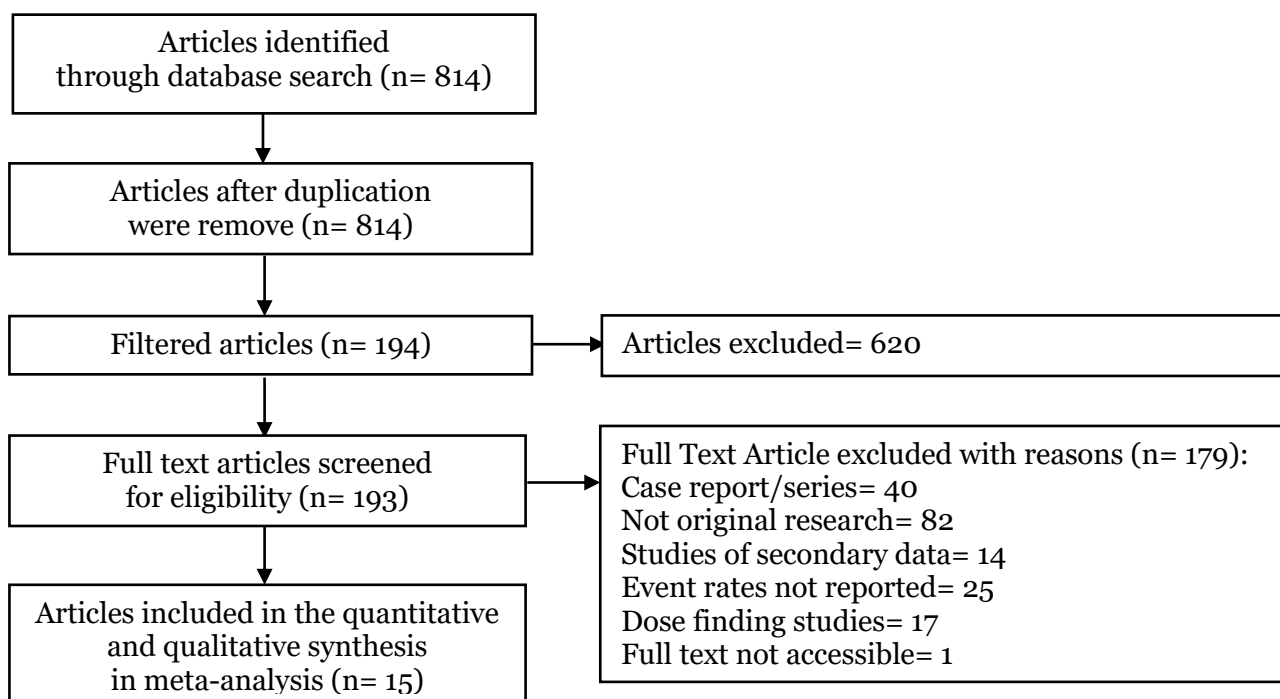 Articles identified
through database search (n= 814)
Articles after duplication
were remove (n= 814)
Filtered articles (n= 194)
Articles excluded= 620
Full text articles screened
for eligibility (n= 193)
Full Text Article excluded with reasons (n= 179):
Case report/series= 40
Not original research= 82
Studies of secondary data= 14
Event rates not reported= 25
Dose finding studies= 17
Full text not accessible= 1
Articles included in the quantitative
and qualitative synthesis
in meta-analysis (n= 15)